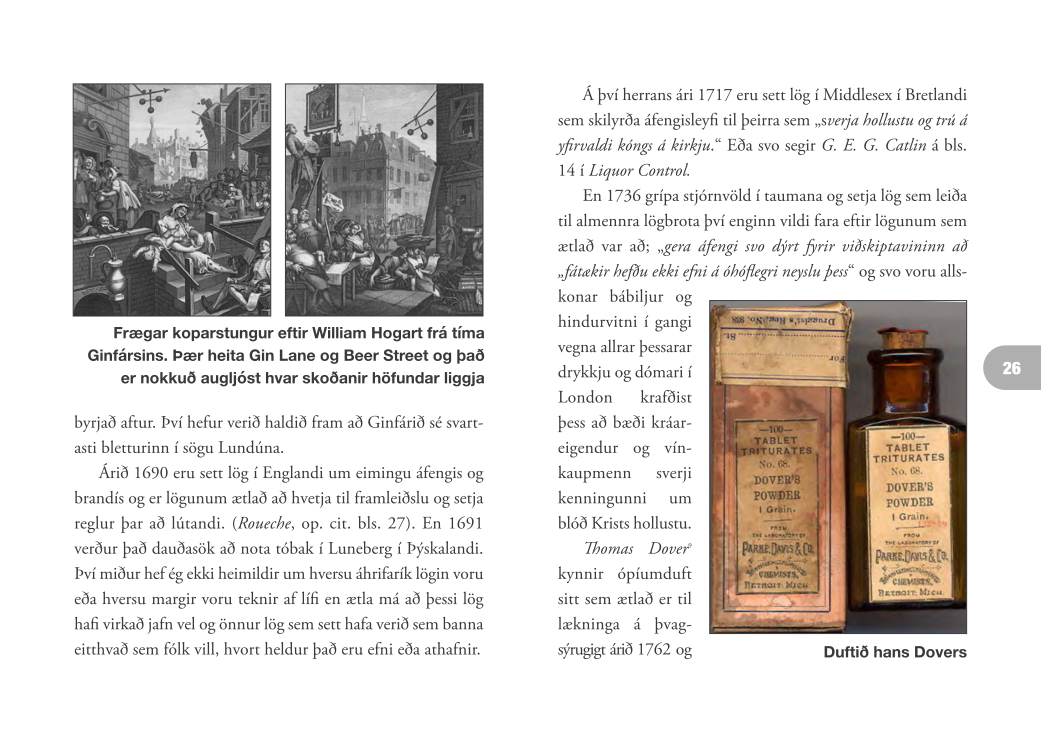 Frægar koparstungur eftir William Hogart frá tíma
Ginfársins. Þær heita Gin Lane og Beer Street og það
er nokkuð augljóst hvar skoðanir höfundar liggja
byrjað aftur. Því hefur verið haldið fram að Ginfárið sé svart-
asti bletturinn í sögu Lundúna.
Árið 1690 eru sett lög í Englandi um eimingu áfengis og
brandís og er lögunum ætlað að hvetja til framleiðslu og setja
reglur þar að lútandi. (Roueche, op. cit. bls. 27). En 1691
verður það dauðasök að nota tóbak í Luneberg í Þýskalandi.
Því miður hef ég ekki heimildir um hversu áhrifarík lögin voru
eða hversu margir voru teknir af lífi en ætla má að þessi lög
hafi virkað jafn vel og önnur lög sem sett hafa verið sem banna
eitthvað sem fólk vill, hvort heldur það eru efni eða athafnir.
Á því herrans ári 1717 eru sett lög í Middlesex í Bretlandi
sem skilyrða áfengisleyfi til þeirra sem „sverja hollustu og trú á
yfirvaldi kóngs á kirkju.“ Eða svo segir G. E. G. Catlin á bls.
14 í Liquor Control.
En 1736 grípa stjórnvöld í taumana og setja lög sem leiða
til almennra lögbrota því enginn vildi fara eftir lögunum sem
ætlað var að; „gera áfengi svo dýrt fyrir viðskiptavininn að
„fátækir hefðu ekki efni á óhóflegri neyslu þess“ og svo voru alls-
konar bábiljur og
hindurvitni í gangi
vegna allrar þessarar
drykkju og dómari í
London krafðist
þess að bæði kráar-
eigendur og vín-
kaupmenn sverji
kenningunni um
blóð Krists hollustu.
Thomas Dover
kynnir ópíumduft
sitt sem ætlað er til
lækninga á þvag-
sýrugigt árið 1762 og
Druggist's Reg. No. 938
St.
For
—100—
TABLET
TRITURATES
No. 68.
DOVER'S
POWDER
1 Grain.
FROM
THE LABORATORY OF
PARKE, DAVIS & CO.
CHEMISTS,
DETROIT, MICH.
—100—
TABLET
TRITURATES
No. 68.
DOVER'S
POWDER
1 Grain.
FROM
THE LABORATORY OF
PARKE, DAVIS & CO.
CHEMISTS,
DETROIT, MICH.
Duftið hans Dovers
26